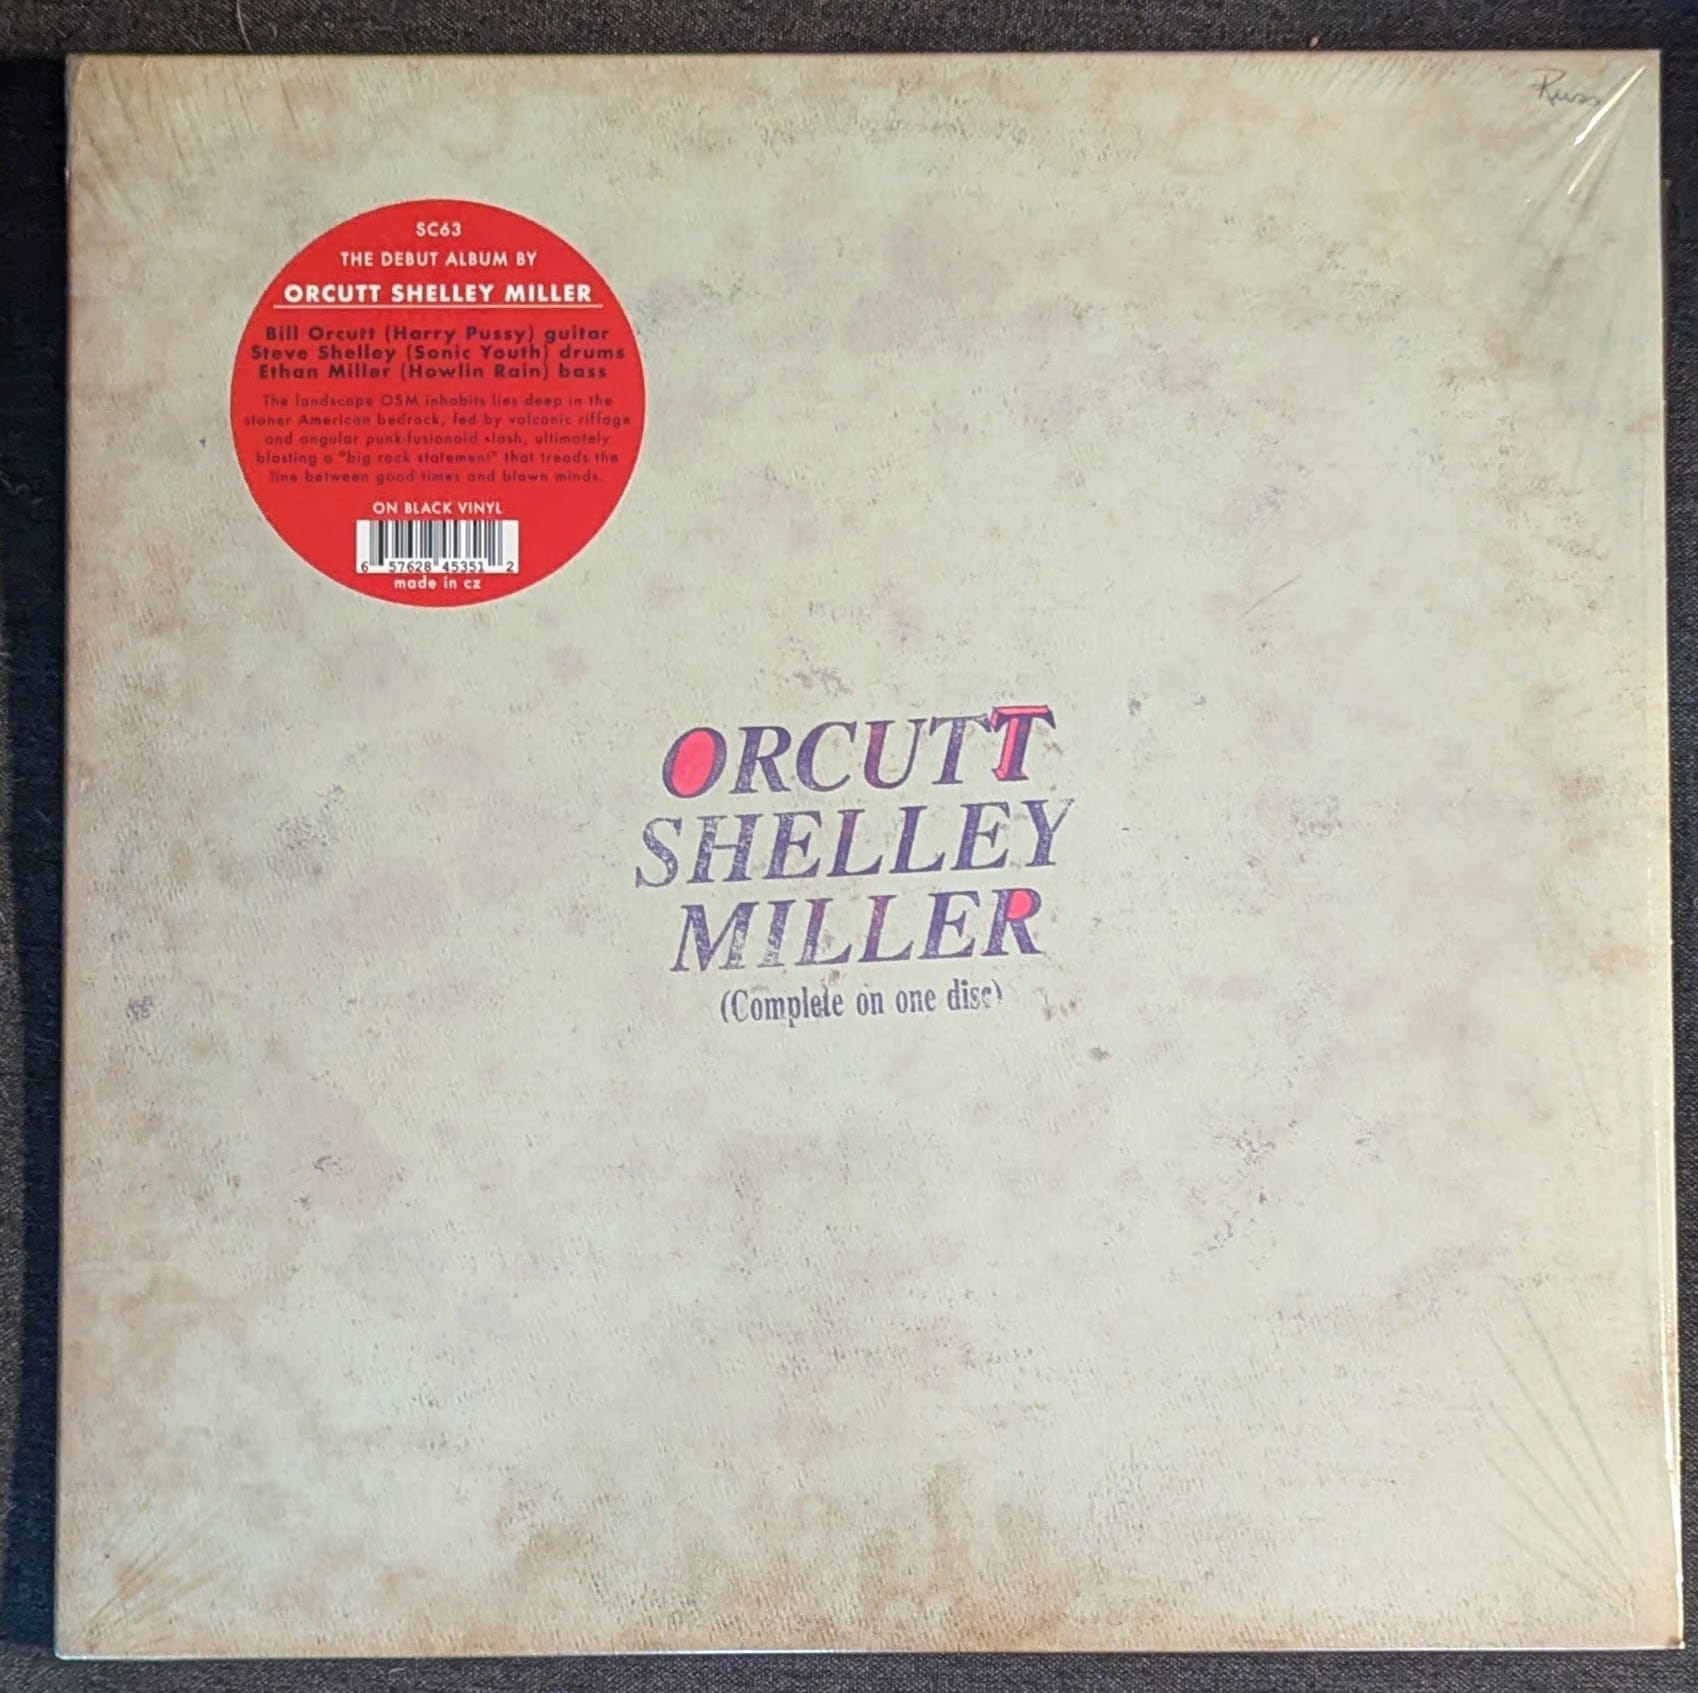 Russ
SC63
THE DEBUT ALBUM BY
ORCUTT SHELLEY MILLER
Bill Orcutt (Harry Pussy) guitar
Steve Shelley (Sonic Youth) drums
Ethan Miller (Howlin Rain) bass
The landscape OSM inhabits lies deep in the
stoner American bedrock, fed by volcanic riffage
and angular punk-fusionoid slash, ultimately
blasting a "big rock statement" that treads the
line between good times and blown minds.
ON BLACK VINYL
6 57628 45351 2
made in cz
ORCUTT
SHELLEY
MILLER
(Complete on one disc)